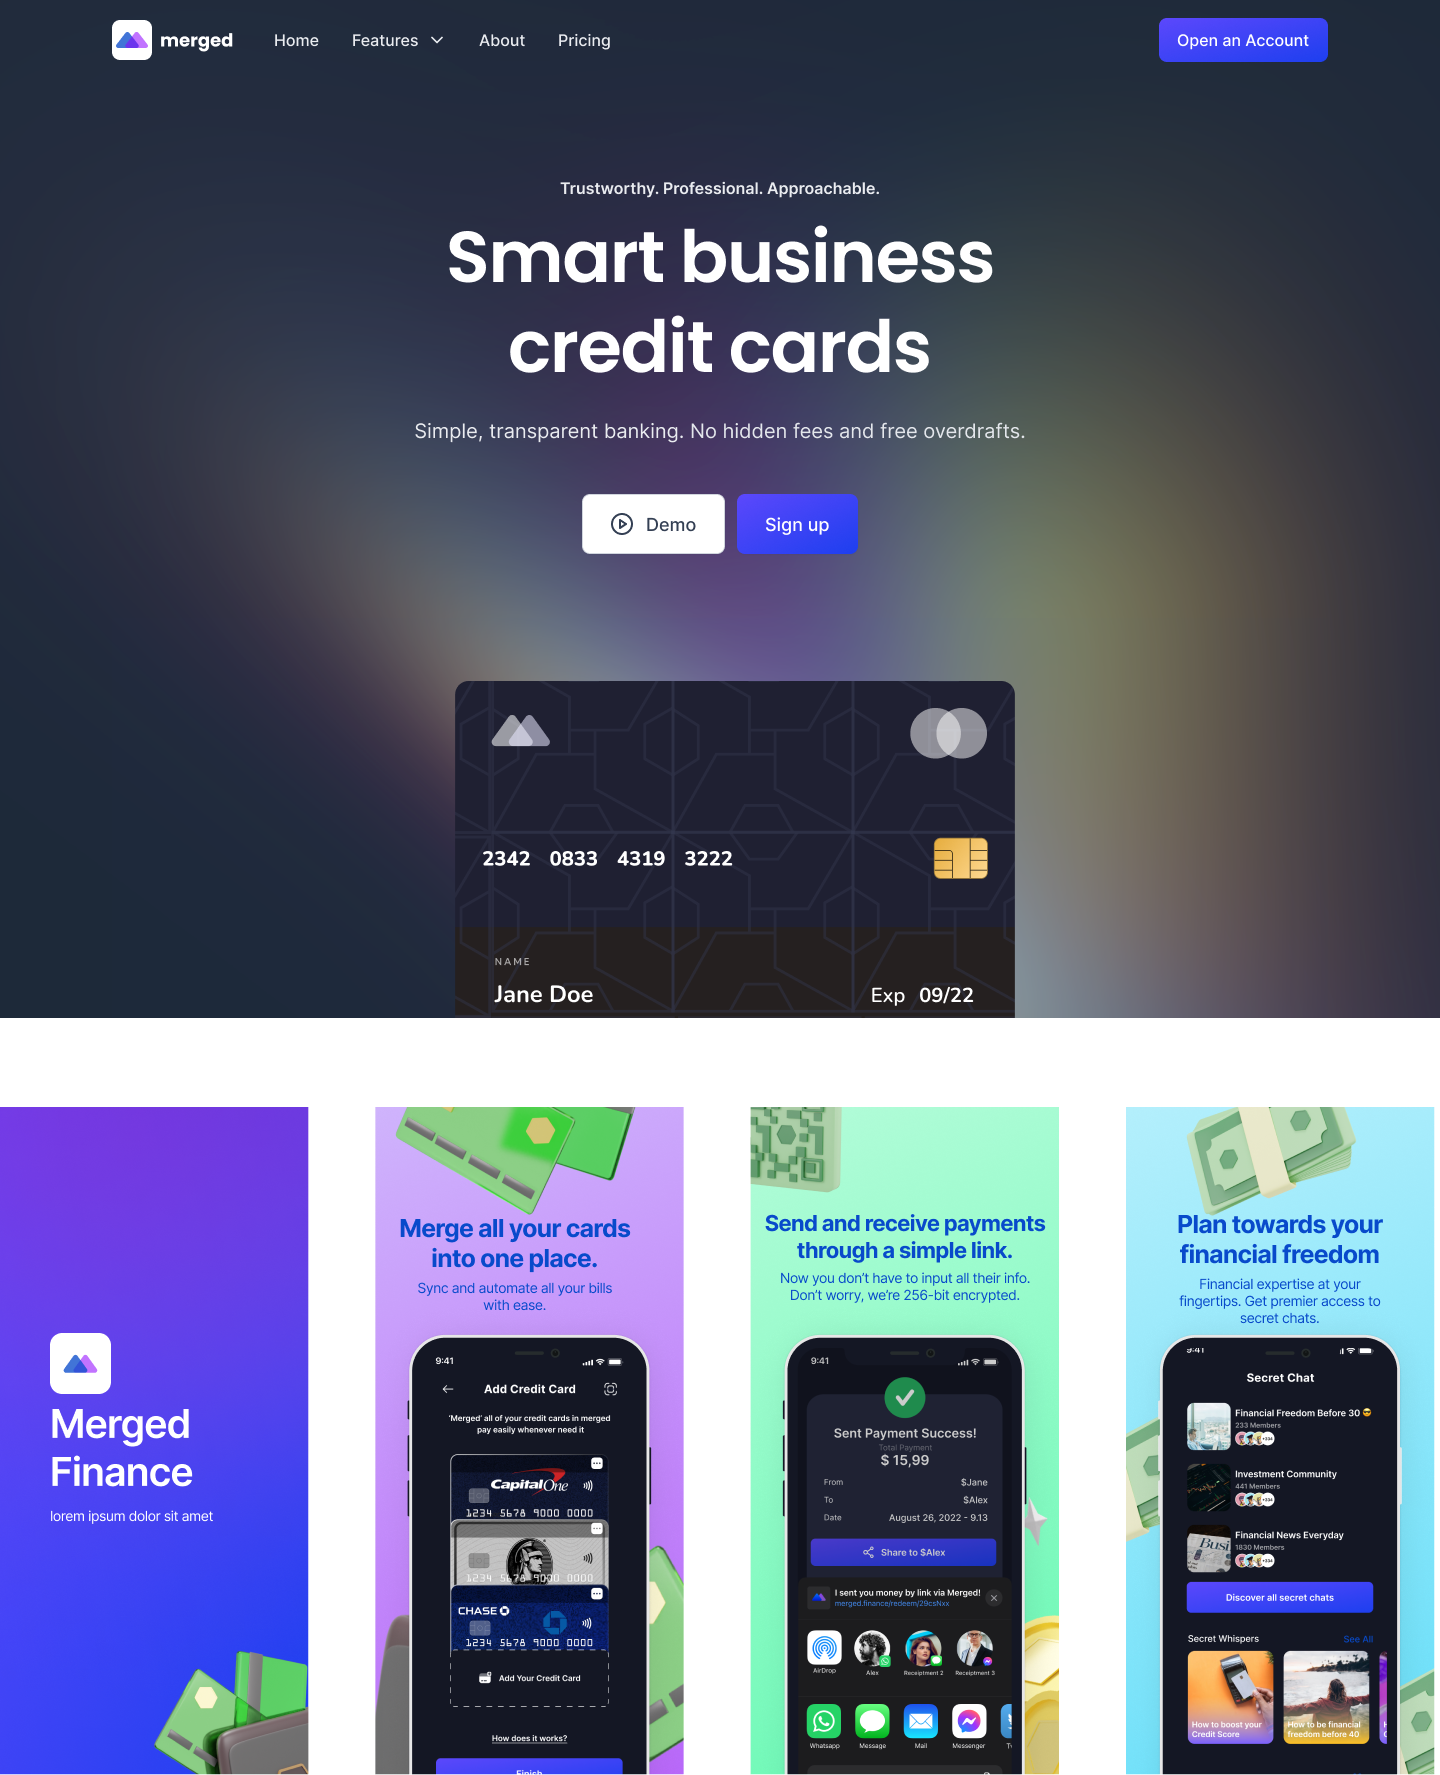 merged
Home
Features
About
Pricing
Open an Account
Trustworthy. Professional. Approachable.
Smart business
credit cards
Simple, transparent banking. No hidden fees and free overdrafts.
Demo
Sign up
2342 0833 4319 3222
NAME
Jane Doe
Exp 09/22
Merged
Finance
lorem ipsum dolor sit amet
Merge all your cards
into one place.
Sync and automate all your bills
with ease.
9:41
Add Credit Card
'Merged' all of your credit cards in merged
pay easily whenever need it
CapitalOne
1234 5678 9000 0000
1234 5678 9000 0000
CHASE
1234 5678 9000 0000
Add Your Credit Card
How does it works?
Finish
Send and receive payments
through a simple link.
Now you don't have to input all their info.
Don't worry, we're 256-bit encrypted.
9:41
Sent Payment Success!
Total Payment
$ 15,99
From $Jane
To $Alex
Date August 26, 2022 - 9.13
Share to $Alex
I sent you money by link via Merged!
merged.finance/redeem/29csNxx
AirDrop
Alex
Receiptment 2
Receiptment 3
Whatsapp
Message
Mail
Messenger
Plan towards your
financial freedom
Financial expertise at your
fingertips. Get premier access to
secret chats.
9:41
Secret Chat
Financial Freedom Before 30 😎
233 Members
+234
Investment Community
441 Members
+234
Financial News Everyday
1830 Members
+234
Busi
Discover all secret chats
Secret Whispers
See All
How to boost your
Credit Score
How to be financial
freedom before 40